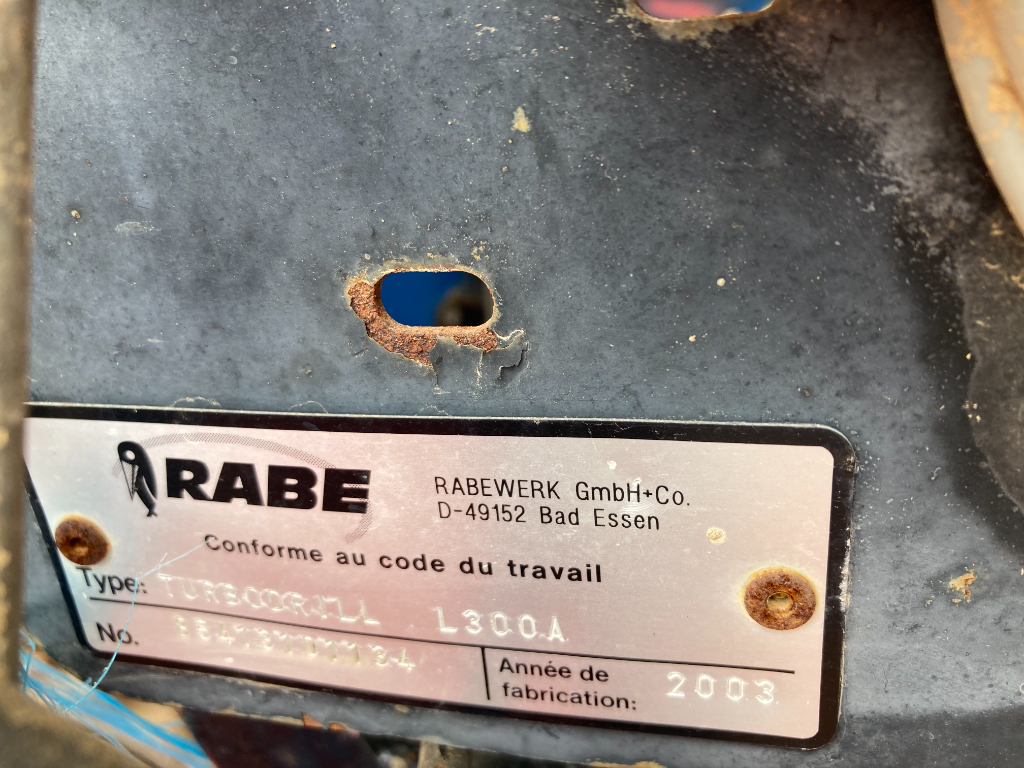 RABE
RABEWERK GmbH+Co.
D-49152 Bad Essen
Conforme au code du travail
Type: TURBODRILL L300A
No.
Année de
fabrication: 2003